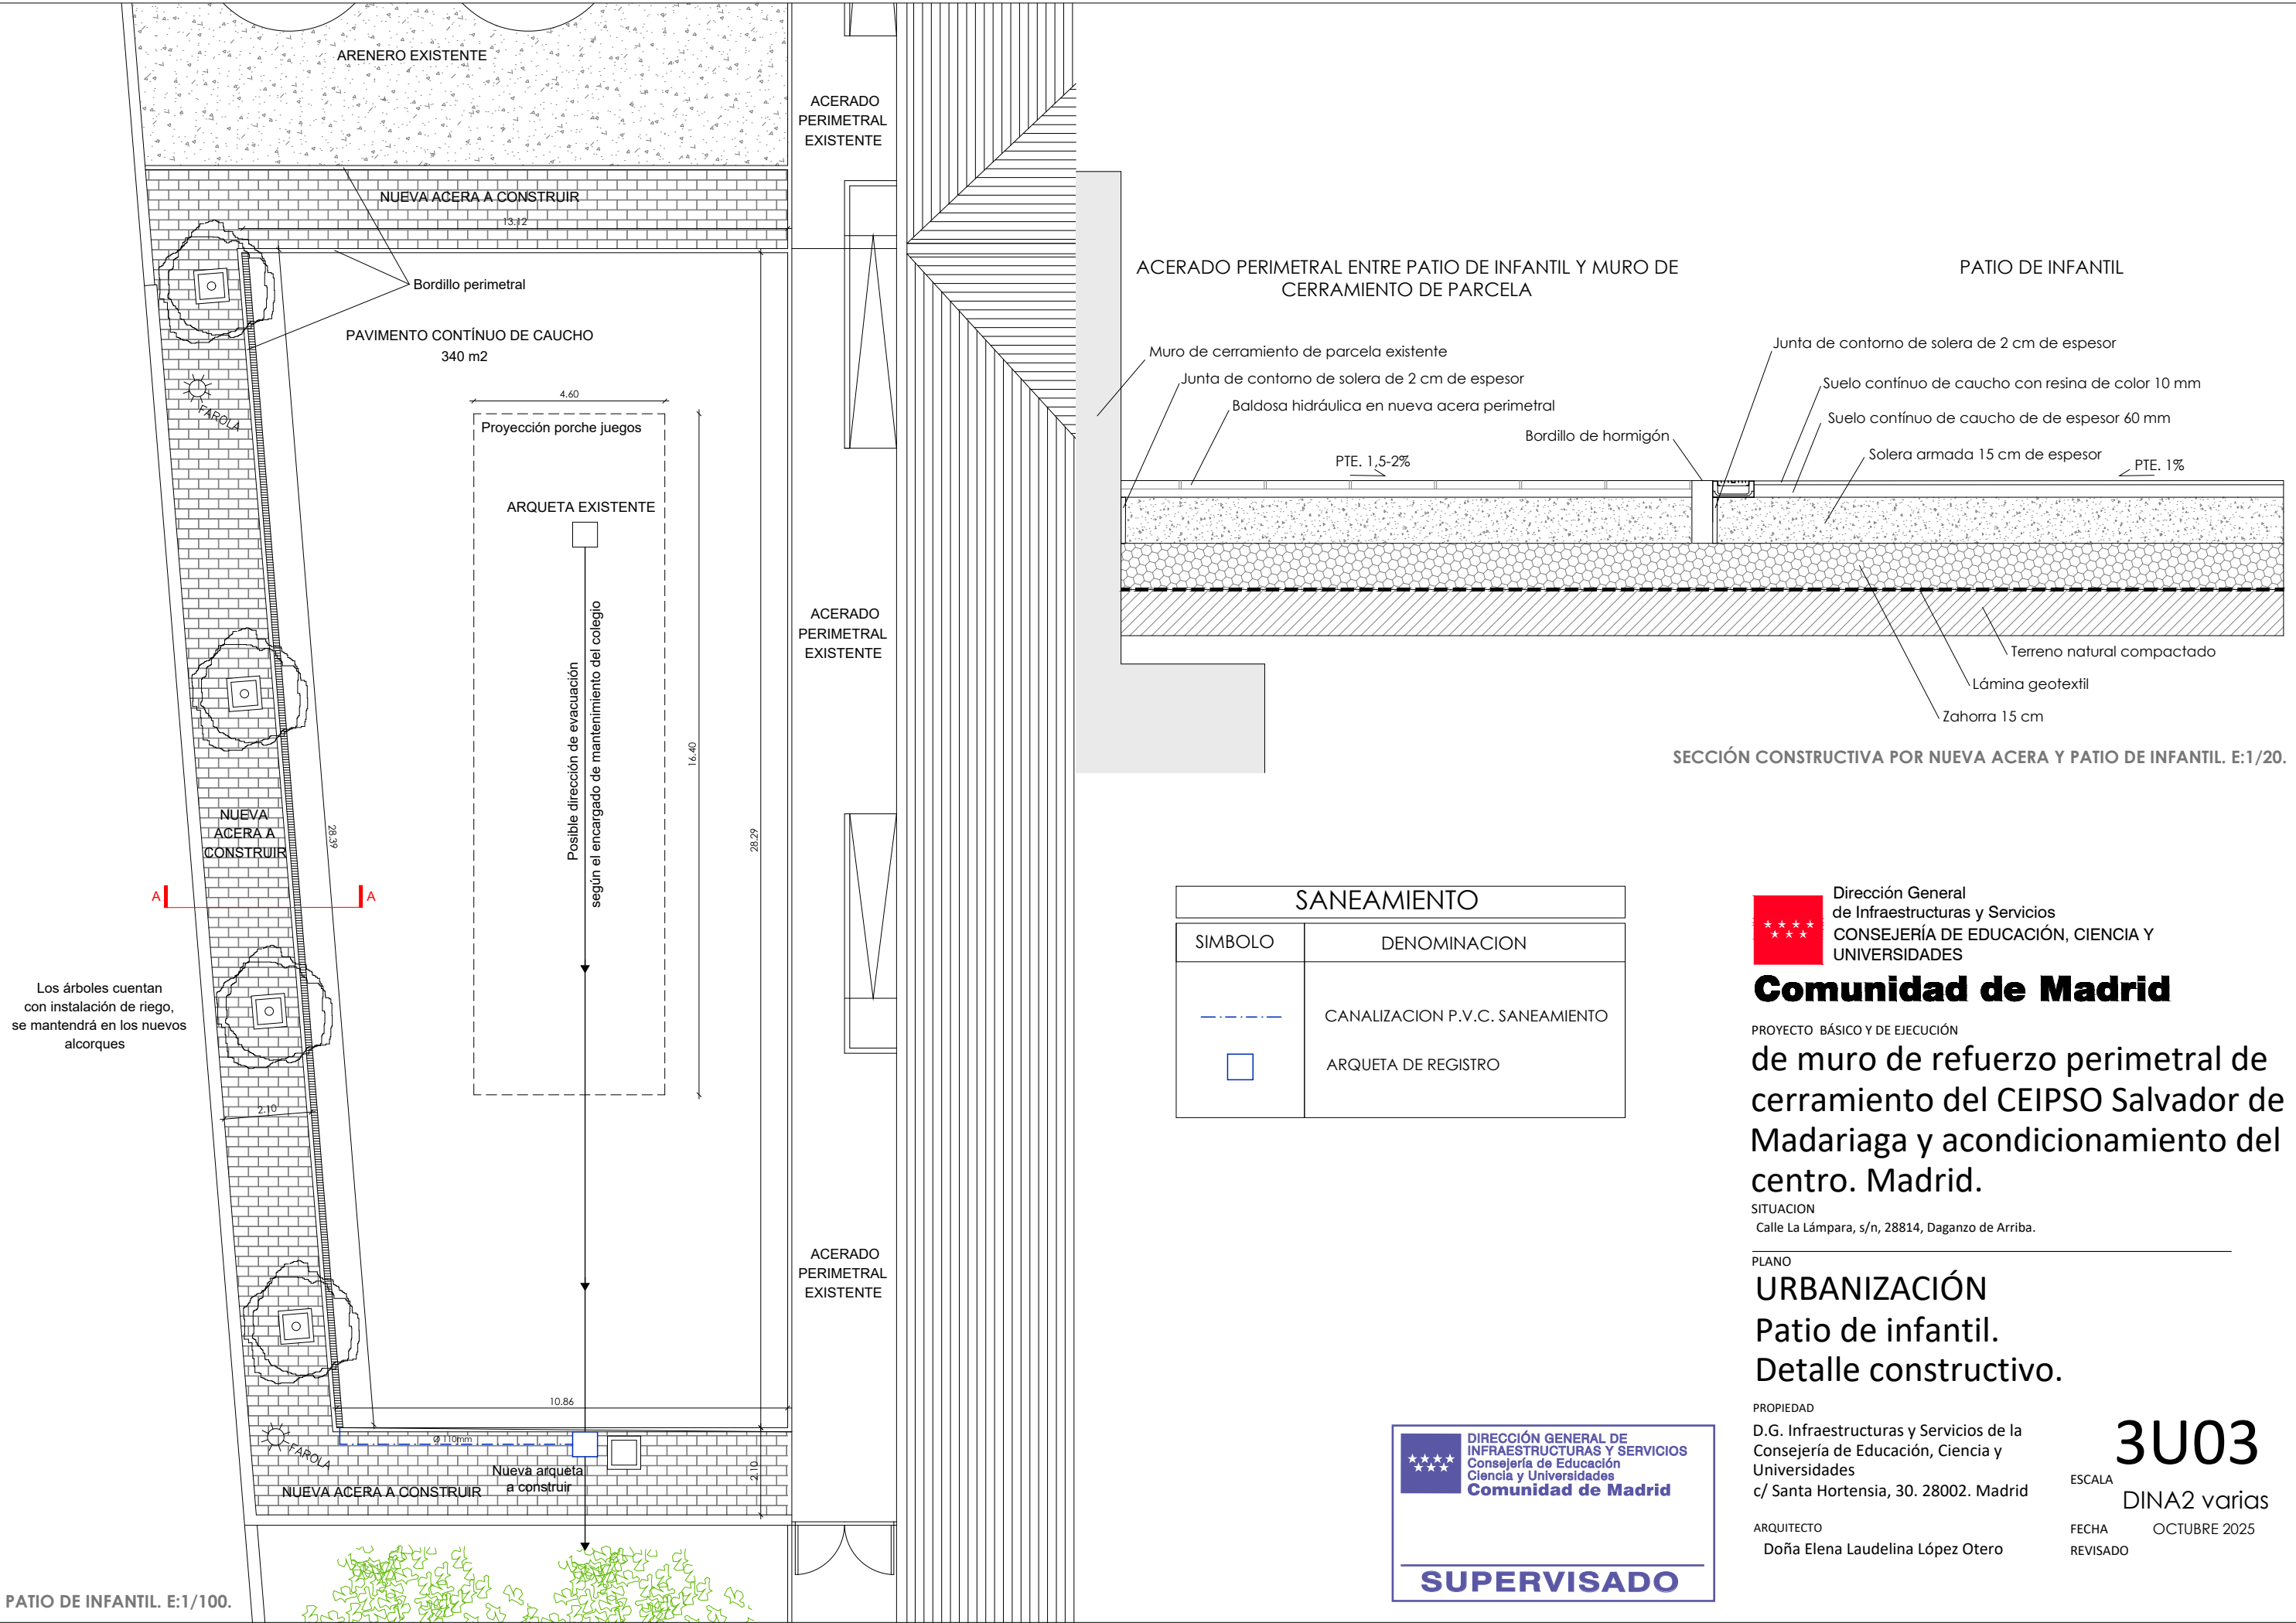 ARENERO EXISTENTE
ACERADO
PERIMETRAL
EXISTENTE
NUEVA ACERA A CONSTRUIR
13.12
Bordillo perimetral
PAVIMENTO CONTÍNUO DE CAUCHO
340 m2
FAROLA
4.60
Proyección porche juegos
ARQUETA EXISTENTE
Posible dirección de evacuación
según el encargado de mantenimiento del colegio
16.40
28.29
28.39
ACERADO
PERIMETRAL
EXISTENTE
NUEVA
ACERA A
CONSTRUIR
A
A
Los árboles cuentan
con instalación de riego,
se mantendrá en los nuevos
alcorques
2.10
ACERADO
PERIMETRAL
EXISTENTE
10.86
Ø 110mm
FAROLA
Nueva arqueta
a construir
2.10
NUEVA ACERA A CONSTRUIR
PATIO DE INFANTIL. E:1/100.
ACERADO PERIMETRAL ENTRE PATIO DE INFANTIL Y MURO DE
CERRAMIENTO DE PARCELA
PATIO DE INFANTIL
Muro de cerramiento de parcela existente
Junta de contorno de solera de 2 cm de espesor
Baldosa hidráulica en nueva acera perimetral
Bordillo de hormigón
PTE. 1,5-2%
Junta de contorno de solera de 2 cm de espesor
Suelo contínuo de caucho con resina de color 10 mm
Suelo contínuo de caucho de de espesor 60 mm
Solera armada 15 cm de espesor
PTE. 1%
Terreno natural compactado
Lámina geotextil
Zahorra 15 cm
SECCIÓN CONSTRUCTIVA POR NUEVA ACERA Y PATIO DE INFANTIL. E:1/20.
SANEAMIENTO
SIMBOLO
DENOMINACION
CANALIZACION P.V.C. SANEAMIENTO
ARQUETA DE REGISTRO
Dirección General
de Infraestructuras y Servicios
CONSEJERÍA DE EDUCACIÓN, CIENCIA Y
UNIVERSIDADES
Comunidad de Madrid
PROYECTO BÁSICO Y DE EJECUCIÓN
de muro de refuerzo perimetral de
cerramiento del CEIPSO Salvador de
Madariaga y acondicionamiento del
centro. Madrid.
SITUACION
Calle La Lámpara, s/n, 28814, Daganzo de Arriba.
PLANO
URBANIZACIÓN
Patio de infantil.
Detalle constructivo.
PROPIEDAD
D.G. Infraestructuras y Servicios de la
Consejería de Educación, Ciencia y
Universidades
c/ Santa Hortensia, 30. 28002. Madrid
3U03
ESCALA
DINA2 varias
ARQUITECTO
Doña Elena Laudelina López Otero
FECHA
OCTUBRE 2025
REVISADO
DIRECCIÓN GENERAL DE
INFRAESTRUCTURAS Y SERVICIOS
Consejería de Educación
Ciencia y Universidades
Comunidad de Madrid
SUPERVISADO